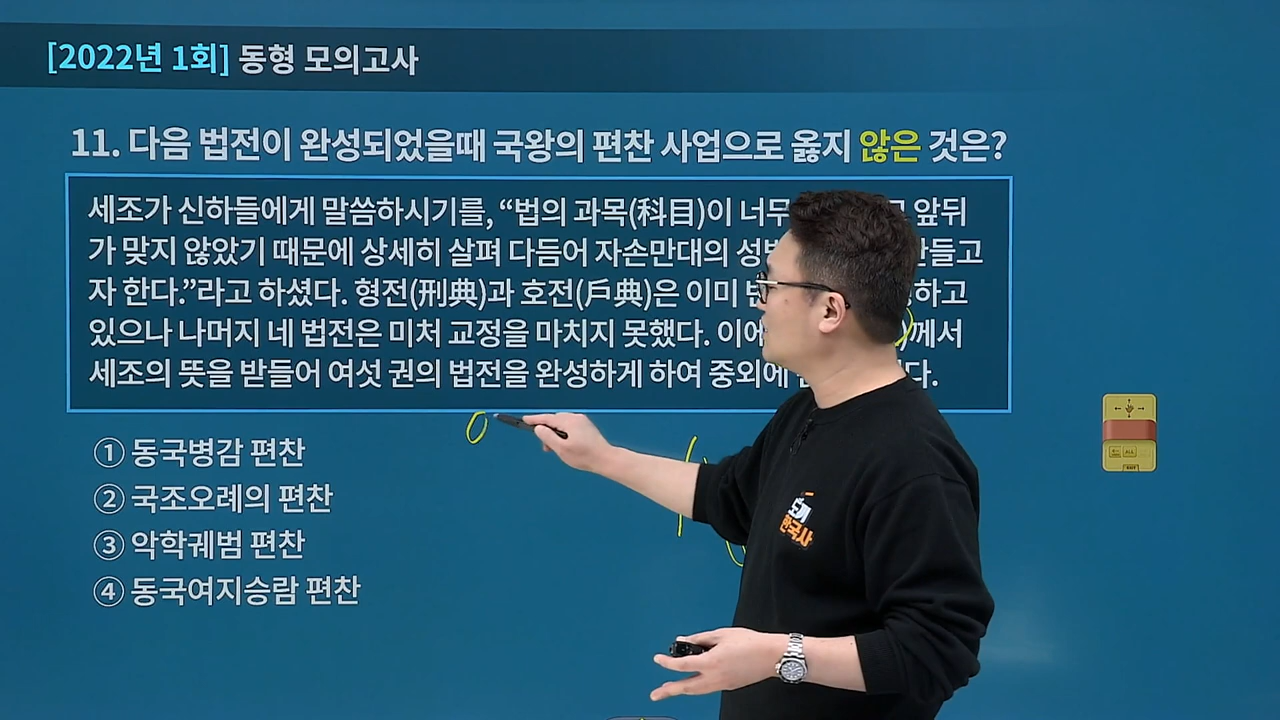 [2022년 1회] 동형 모의고사
11. 다음 법전이 완성되었을때 국왕의 편찬 사업으로 옳지 않은 것은?
세조가 신하들에게 말씀하시기를, “법의 과목(科目)이 너무 앞뒤
가 맞지 않았기 때문에 상세히 살펴 다듬어 자손만대의 만들고
자 한다.”라고 하셨다. 형전(刑典)과 호전(戶典)은 이미
있으나 나머지 네 법전은 미처 교정을 마치지 못했다. 이에
세조의 뜻을 받들어 여섯 권의 법전을 완성하게 하여 중외에
① 동국병감 편찬
② 국조오례의 편찬
③ 악학궤범 편찬
④ 동국여지승람 편찬
한국사